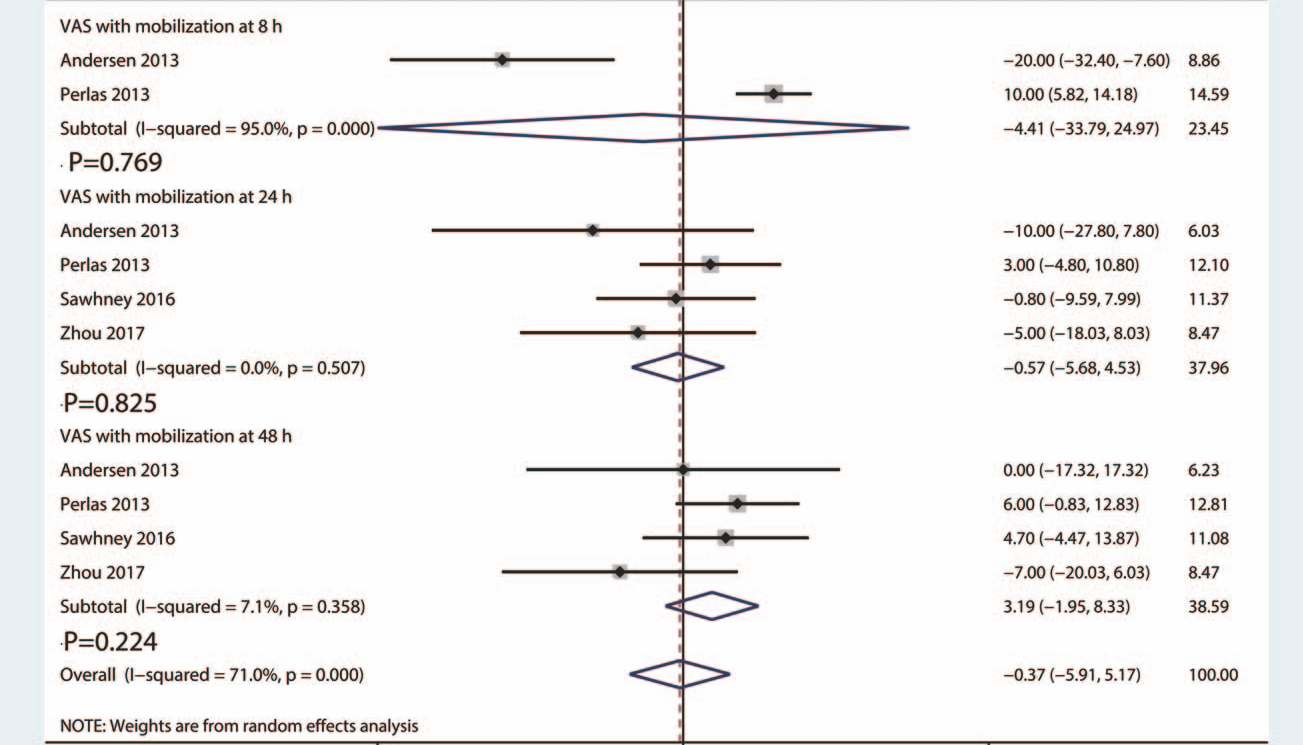 VAS with mobilization at 8 h
Andersen 2013 −20.00 (−32.40, −7.60) 8.86
Perlas 2013 10.00 (5.82, 14.18) 14.59
Subtotal (I−squared = 95.0%, p = 0.000) −4.41 (−33.79, 24.97) 23.45
. P=0.769
VAS with mobilization at 24 h
Andersen 2013 −10.00 (−27.80, 7.80) 6.03
Perlas 2013 3.00 (−4.80, 10.80) 12.10
Sawhney 2016 −0.80 (−9.59, 7.99) 11.37
Zhou 2017 −5.00 (−18.03, 8.03) 8.47
Subtotal (I−squared = 0.0%, p = 0.507) −0.57 (−5.68, 4.53) 37.96
.P=0.825
VAS with mobilization at 48 h
Andersen 2013 0.00 (−17.32, 17.32) 6.23
Perlas 2013 6.00 (−0.83, 12.83) 12.81
Sawhney 2016 4.70 (−4.47, 13.87) 11.08
Zhou 2017 −7.00 (−20.03, 6.03) 8.47
Subtotal (I−squared = 7.1%, p = 0.358) 3.19 (−1.95, 8.33) 38.59
.P=0.224
Overall (I−squared = 71.0%, p = 0.000) −0.37 (−5.91, 5.17) 100.00
NOTE: Weights are from random effects analysis